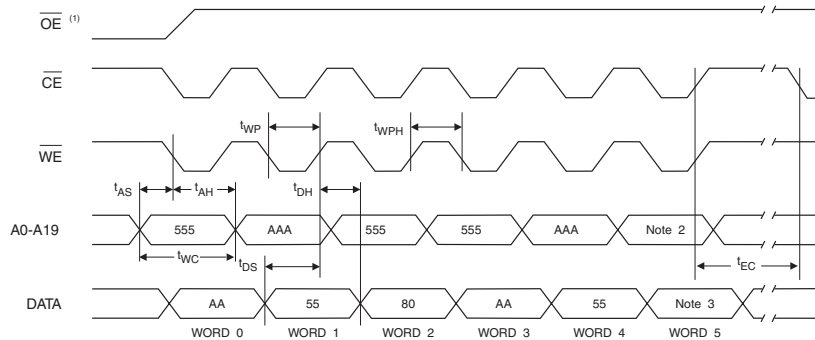 OE (1)
CE
tWP
tWPH
WE
tAS
tAH
tDH
A0-A19
555
AAA
555
555
AAA
Note 2
tWC
tDS
tEC
DATA
AA
55
80
AA
55
Note 3
WORD 0
WORD 1
WORD 2
WORD 3
WORD 4
WORD 5